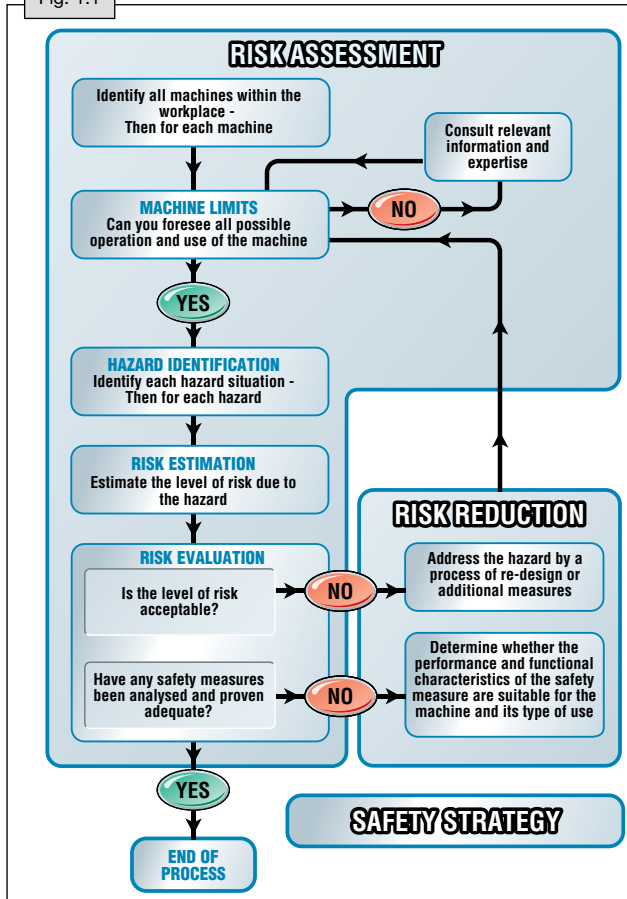 Fig. 1.1
RISK ASSESSMENT
Identify all machines within the
workplace -
Then for each machine
Consult relevant
information and
expertise
MACHINE LIMITS
Can you foresee all possible
operation and use of the machine
NO
YES
HAZARD IDENTIFICATION
Identify each hazard situation -
Then for each hazard
RISK ESTIMATION
Estimate the level of risk due to
the hazard
RISK EVALUATION
Is the level of risk
acceptable?
NO
Have any safety measures
been analysed and proven
adequate?
NO
RISK REDUCTION
Address the hazard by a
process of re-design or
additional measures
Determine whether the
performance and functional
characteristics of the safety
measure are suitable for the
machine and its type of use
YES
END OF
PROCESS
SAFETY STRATEGY